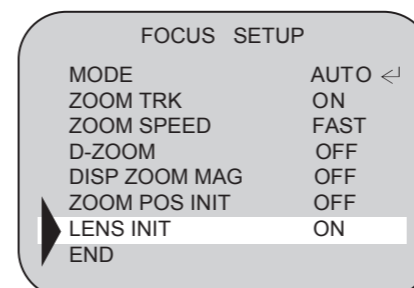 FOCUS SETUP
MODE AUTO ↵
ZOOM TRK ON
ZOOM SPEED FAST
D-ZOOM OFF
DISP ZOOM MAG OFF
ZOOM POS INIT OFF
LENS INIT ON
END